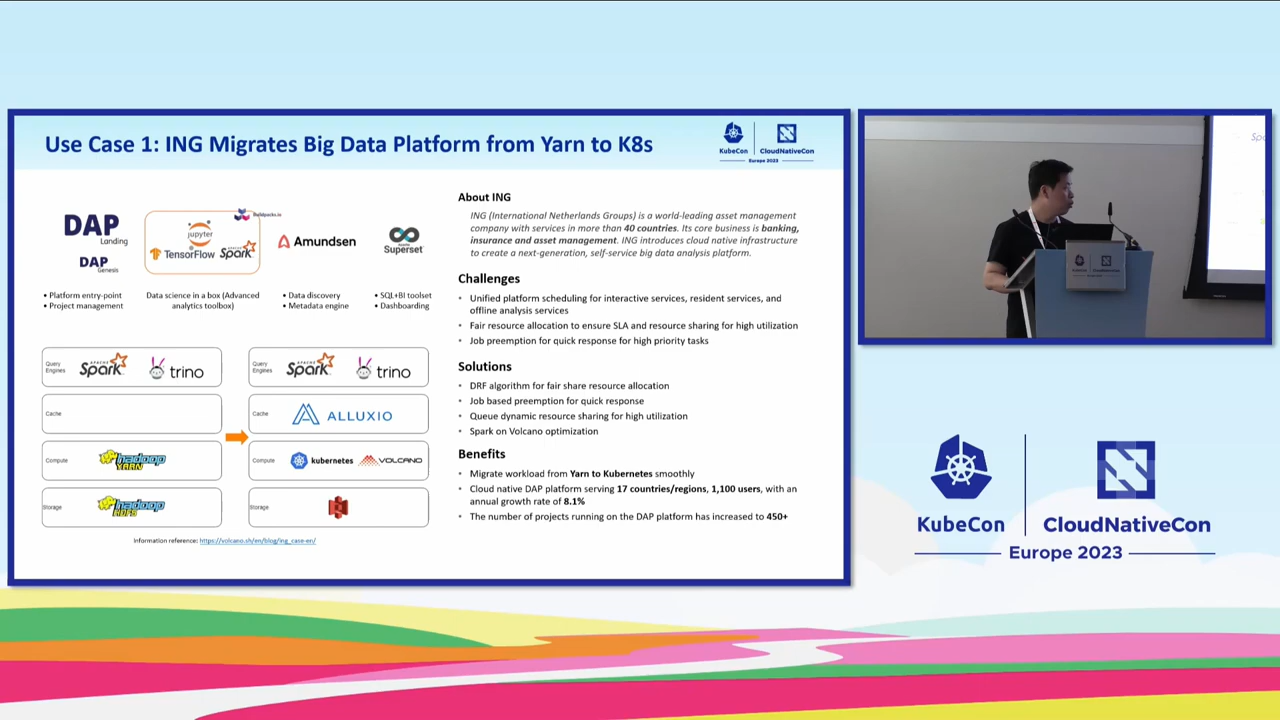 Use Case 1: ING Migrates Big Data Platform from Yarn to K8s
KubeCon
CloudNativeCon
Europe 2023
DAP
Landing
DAP
Genesis
Buildpacks.io
jupyter
TensorFlow
APACHE
Spark
Amundsen
Superset
• Platform entry-point
• Project management
Data science in a box (Advanced
analytics toolbox)
• Data discovery
• Metadata engine
• SQL+BI toolset
• Dashboarding
Query
Engines
APACHE
Spark
trino
Cache
Compute
hadoop
YARN
Storage
hadoop
HDFS
Query
Engines
APACHE
Spark
trino
Cache
ALLUXIO
Compute
kubernetes
VOLCANO
Storage
Information reference: https://volcano.sh/en/blog/ing_case-en/
About ING
ING (International Netherlands Groups) is a world-leading asset management
company with services in more than 40 countries. Its core business is banking,
insurance and asset management. ING introduces cloud native infrastructure
to create a next-generation, self-service big data analysis platform.
Challenges
• Unified platform scheduling for interactive services, resident services, and
offline analysis services
• Fair resource allocation to ensure SLA and resource sharing for high utilization
• Job preemption for quick response for high priority tasks
Solutions
• DRF algorithm for fair share resource allocation
• Job based preemption for quick response
• Queue dynamic resource sharing for high utilization
• Spark on Volcano optimization
Benefits
• Migrate workload from Yarn to Kubernetes smoothly
• Cloud native DAP platform serving 17 countries/regions, 1,100 users, with an
annual growth rate of 8.1%
• The number of projects running on the DAP platform has increased to 450+
KubeCon
CloudNativeCon
Europe 2023